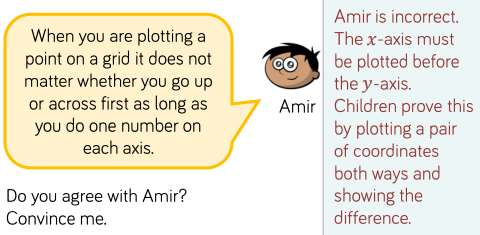 When you are plotting a
point on a grid it does not
matter whether you go up
or across first as long as
you do one number on
each axis.
Amir
Do you agree with Amir?
Convince me.
Amir is incorrect.
The x-axis must
be plotted before
the y-axis.
Children prove this
by plotting a pair
of coordinates
both ways and
showing the
difference.